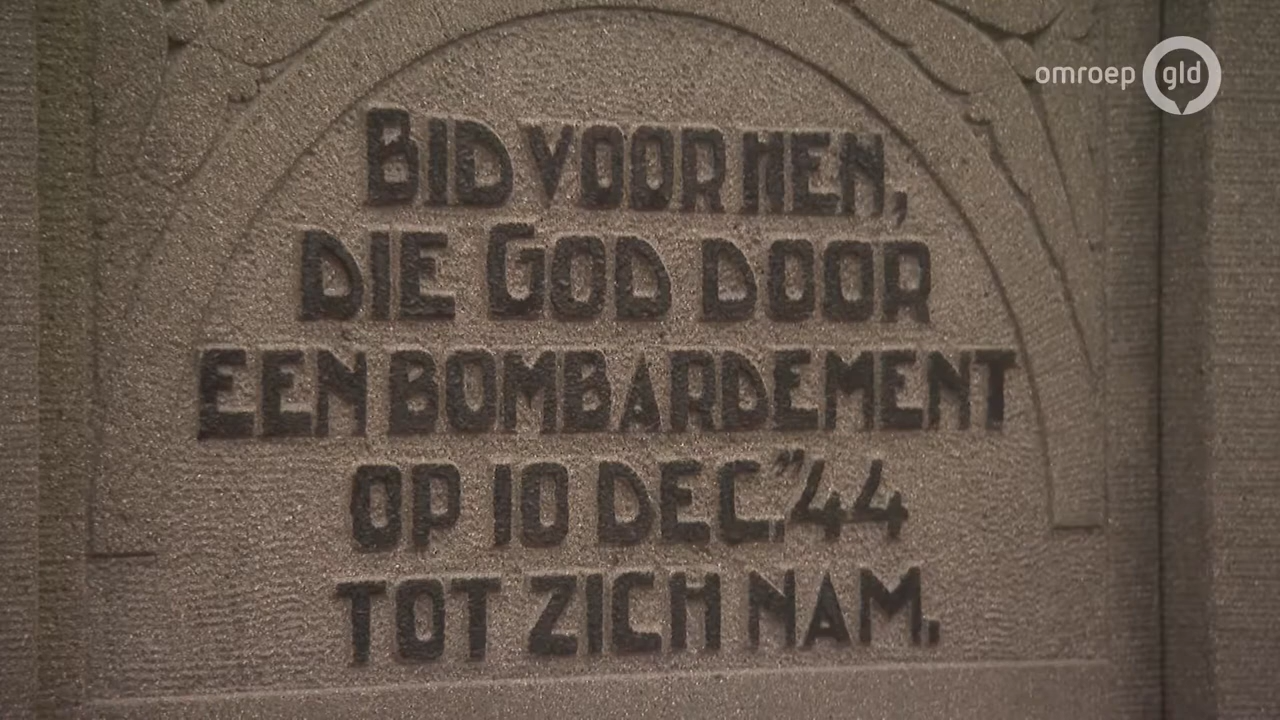 omroep gld
BID VOOR HEN,
DIE GOD DOOR
EEN BOMBARDEMENT
OP 10 DEC."44
TOT ZICH NAM.